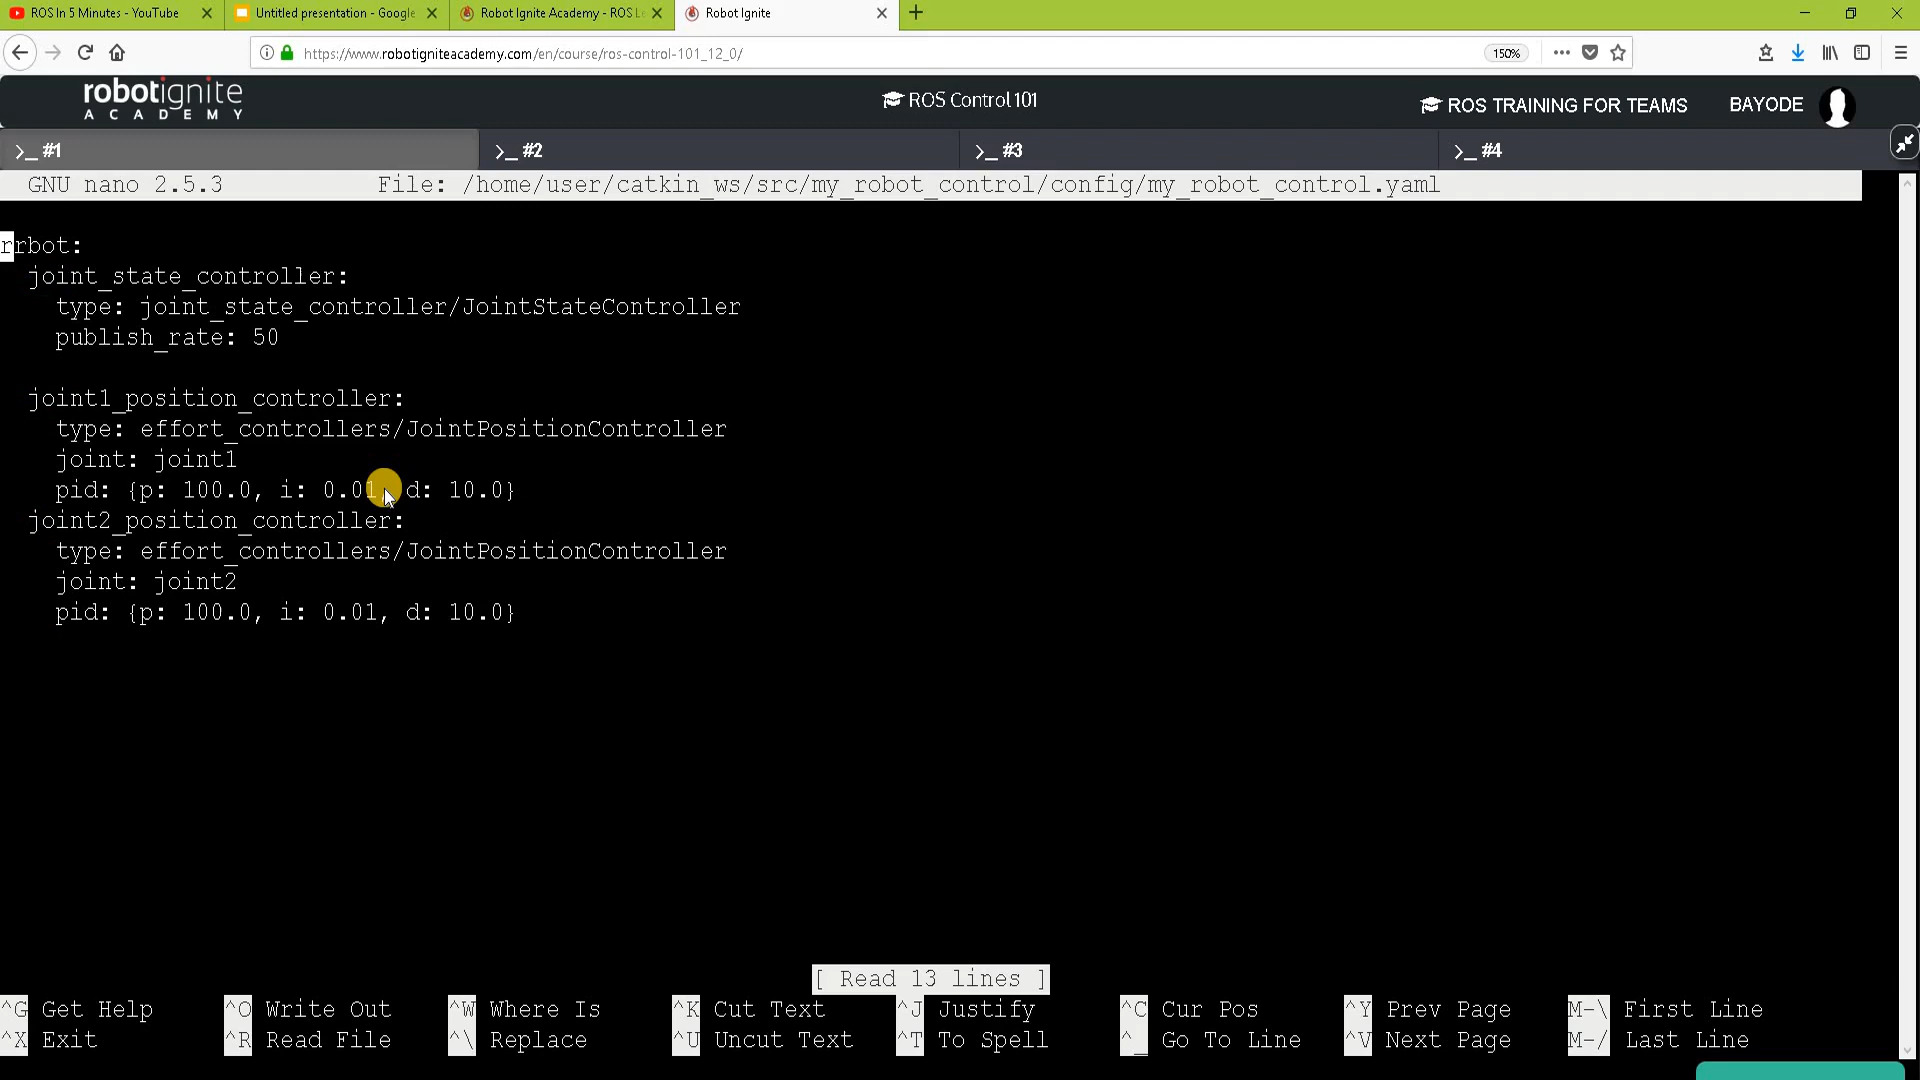 ROS In 5 Minutes - YouTube
Untitled presentation - Google
Robot Ignite Academy - ROS L
Robot Ignite
https://www.robotigniteacademy.com/en/course/ros-control-101_12_0/
150%
robotignite
ACADEMY
ROS Control 101
ROS TRAINING FOR TEAMS
BAYODE
>_ #1
>_ #2
>_ #3
>_ #4
GNU nano 2.5.3 File: /home/user/catkin_ws/src/my_robot_control/config/my_robot_control.yaml
rrbot:
joint_state_controller:
type: joint_state_controller/JointStateController
publish_rate: 50
joint1_position_controller:
type: effort_controllers/JointPositionController
joint: joint1
pid: {p: 100.0, i: 0.01, d: 10.0}
joint2_position_controller:
type: effort_controllers/JointPositionController
joint: joint2
pid: {p: 100.0, i: 0.01, d: 10.0}
[ Read 13 lines ]
^G Get Help ^O Write Out ^W Where Is ^K Cut Text ^J Justify ^C Cur Pos ^Y Prev Page M-\ First Line
^X Exit ^R Read File ^\ Replace ^U Uncut Text ^T To Spell ^_ Go To Line ^V Next Page M-/ Last Line